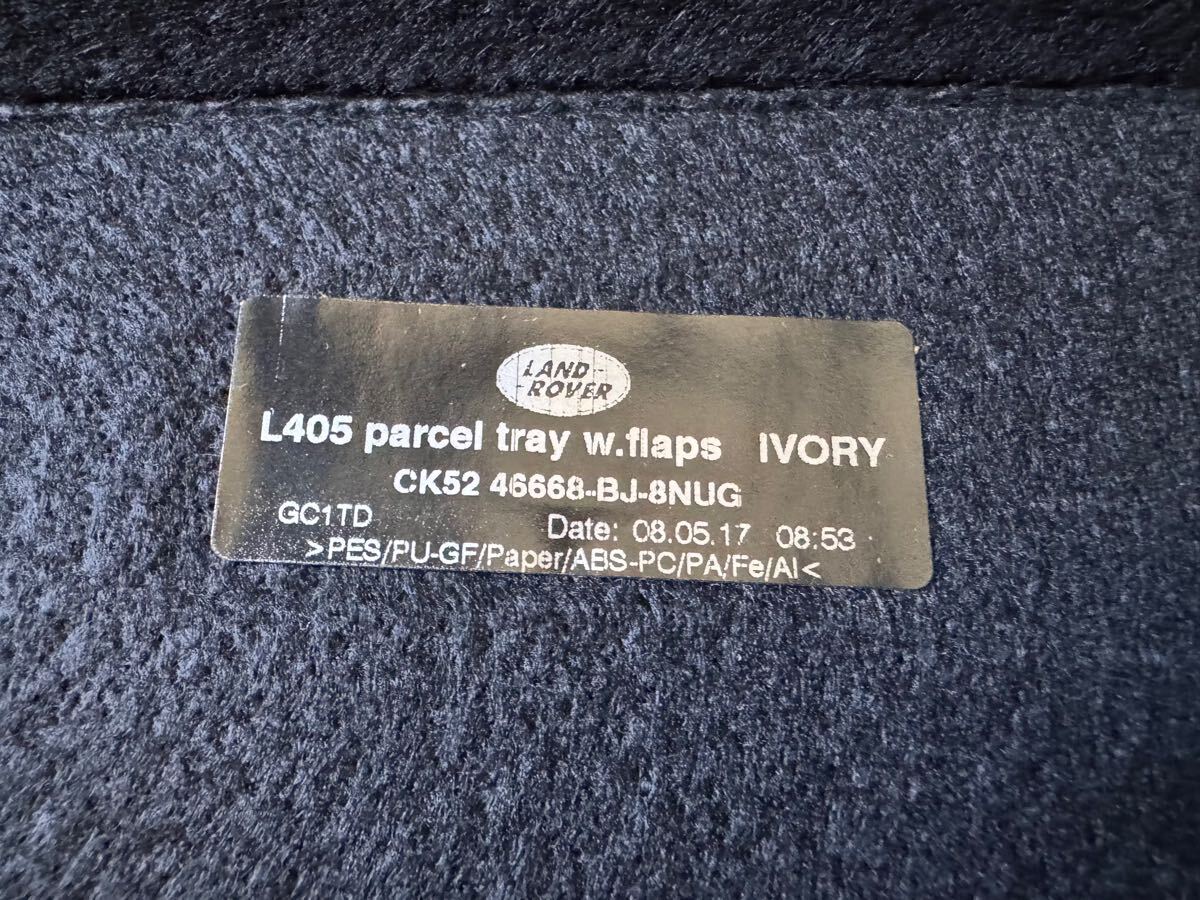 LAND
ROVER
L405 parcel tray w.flaps IVORY
CK52 46668-BJ-8NUG
GC1TD Date: 08.05.17 08:53
>PES/PU-GF/Paper/ABS-PC/PA/Fe/Al<